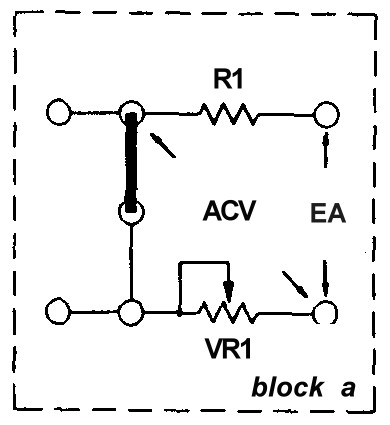 R1
ACV EA
VR1
block a